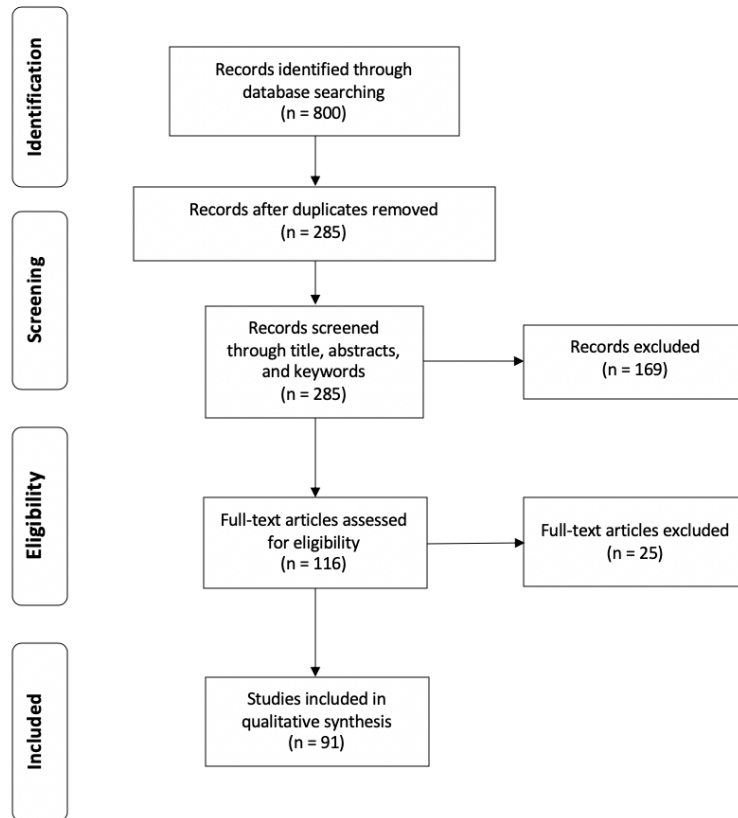 Identification
Records identified through
database searching
(n = 800)
Records after duplicates removed
(n = 285)
Screening
Records screened
through title, abstracts,
and keywords
(n = 285)
Records excluded
(n = 169)
Eligibility
Full-text articles assessed
for eligibility
(n = 116)
Full-text articles excluded
(n = 25)
Included
Studies included in
qualitative synthesis
(n = 91)